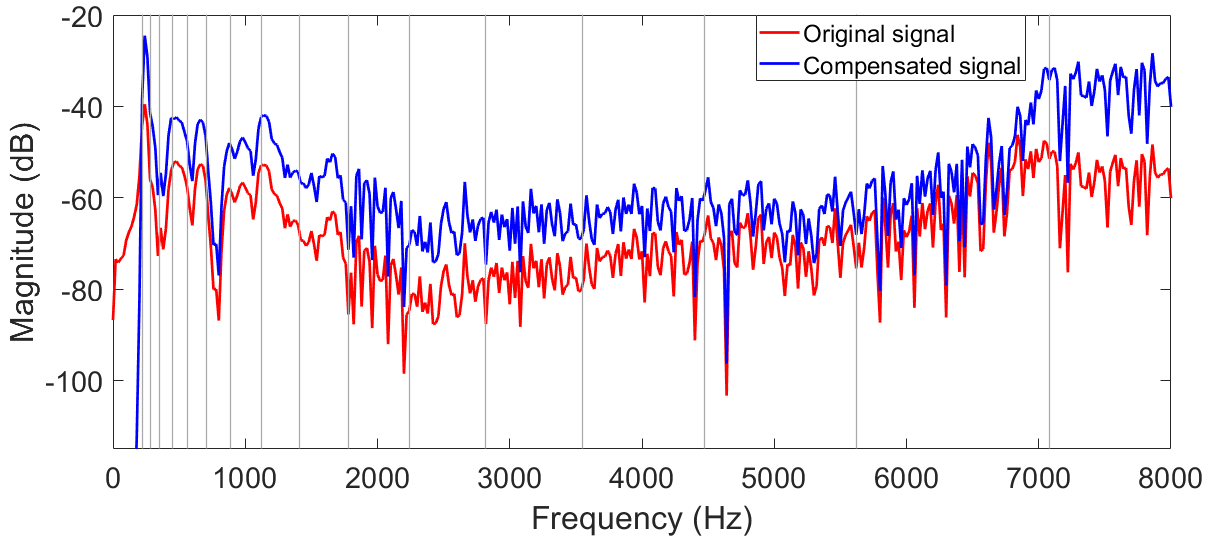 -20
Original signal
Compensated signal
-40
-60
-80
-100
Magnitude (dB)
0 1000 2000 3000 4000 5000 6000 7000 8000
Frequency (Hz)